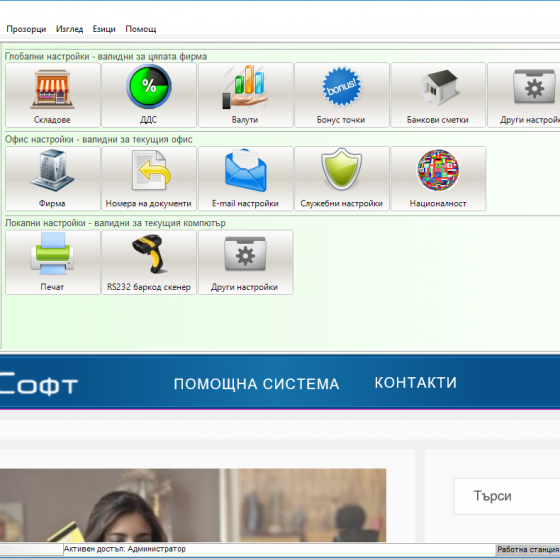 Прозорци Изглед Езици Помощ
Глобални настройки - валидни за цялата фирма
%
bonus!
Складове ДДС Валути Бонус точки Банкови сметки Други настройк
Офис настройки - валидни за текущия офис
Фирма Номера на документи E-mail настройки Служебни настройки Националност
Локални настройки - валидни за текущия компютър
Печат RS232 баркод скенер Други настройки
Софт ПОМОЩНА СИСТЕМА КОНТАКТИ
Търси
Активен достъп: Администратор Работна станция